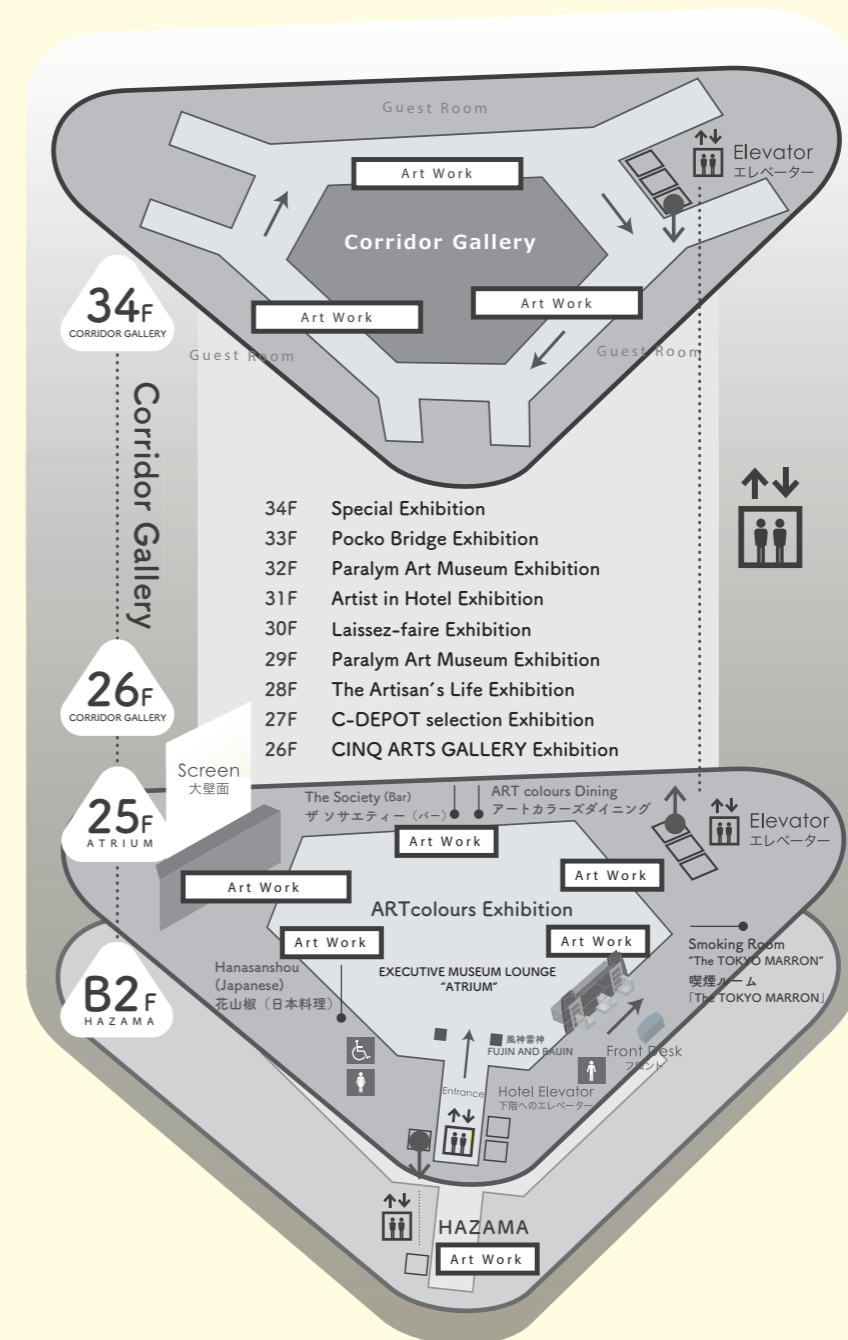 Guest Room
Elevator
エレベーター
Art Work
Corridor Gallery
Art Work
Art Work
Guest Room
Guest Room
34F
CORRIDOR GALLERY
Corridor Gallery
34F Special Exhibition
33F Pocko Bridge Exhibition
32F Paralym Art Museum Exhibition
31F Artist in Hotel Exhibition
30F Laissez-faire Exhibition
29F Paralym Art Museum Exhibition
28F The Artisan´s Life Exhibition
27F C-DEPOT selection Exhibition
26F CINQ ARTS GALLERY Exhibition
26F
CORRIDOR GALLERY
Screen
大壁面
25F
ATRIUM
The Society (Bar)
ザ ソサエティー（バー）
ART colours Dining
アートカラーズダイニング
Elevator
エレベーター
Art Work
Art Work
Art Work
ARTcolours Exhibition
Art Work
Art Work
EXECUTIVE MUSEUM LOUNGE
“ATRIUM”
Smoking Room
“The TOKYO MARRON”
喫煙ルーム
「The TOKYO MARRON」
Hanasanshou
(Japanese)
花山椒（日本料理）
B2F
HAZAMA
風神雷神
FUJIN AND RAIJIN
Front Desk
フロント
Entrance
Hotel Elevator
下階へのエレベーター
HAZAMA
Art Work